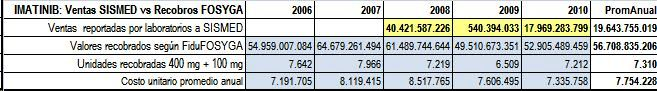 IMATINIB: Ventas SISMED vs Recobros FOSYGA 2006 2007 2008 2009 2010 PromAnual
Ventas reportadas por laboratorios a SISMED 40.421.587.226 540.394.033 17.969.283.799 19.643.755.019
Valores recobrados según FiduFOSYGA 54.959.007.084 64.679.261.494 61.489.744.644 49.510.673.351 52.905.489.459 56.708.835.206
Unidades recobradas 400 mg + 100 mg 7.642 7.966 7.219 6.509 7.212 7.310
Costo unitario promedio anual 7.191.705 8.119.415 8.517.765 7.606.495 7.335.758 7.754.228